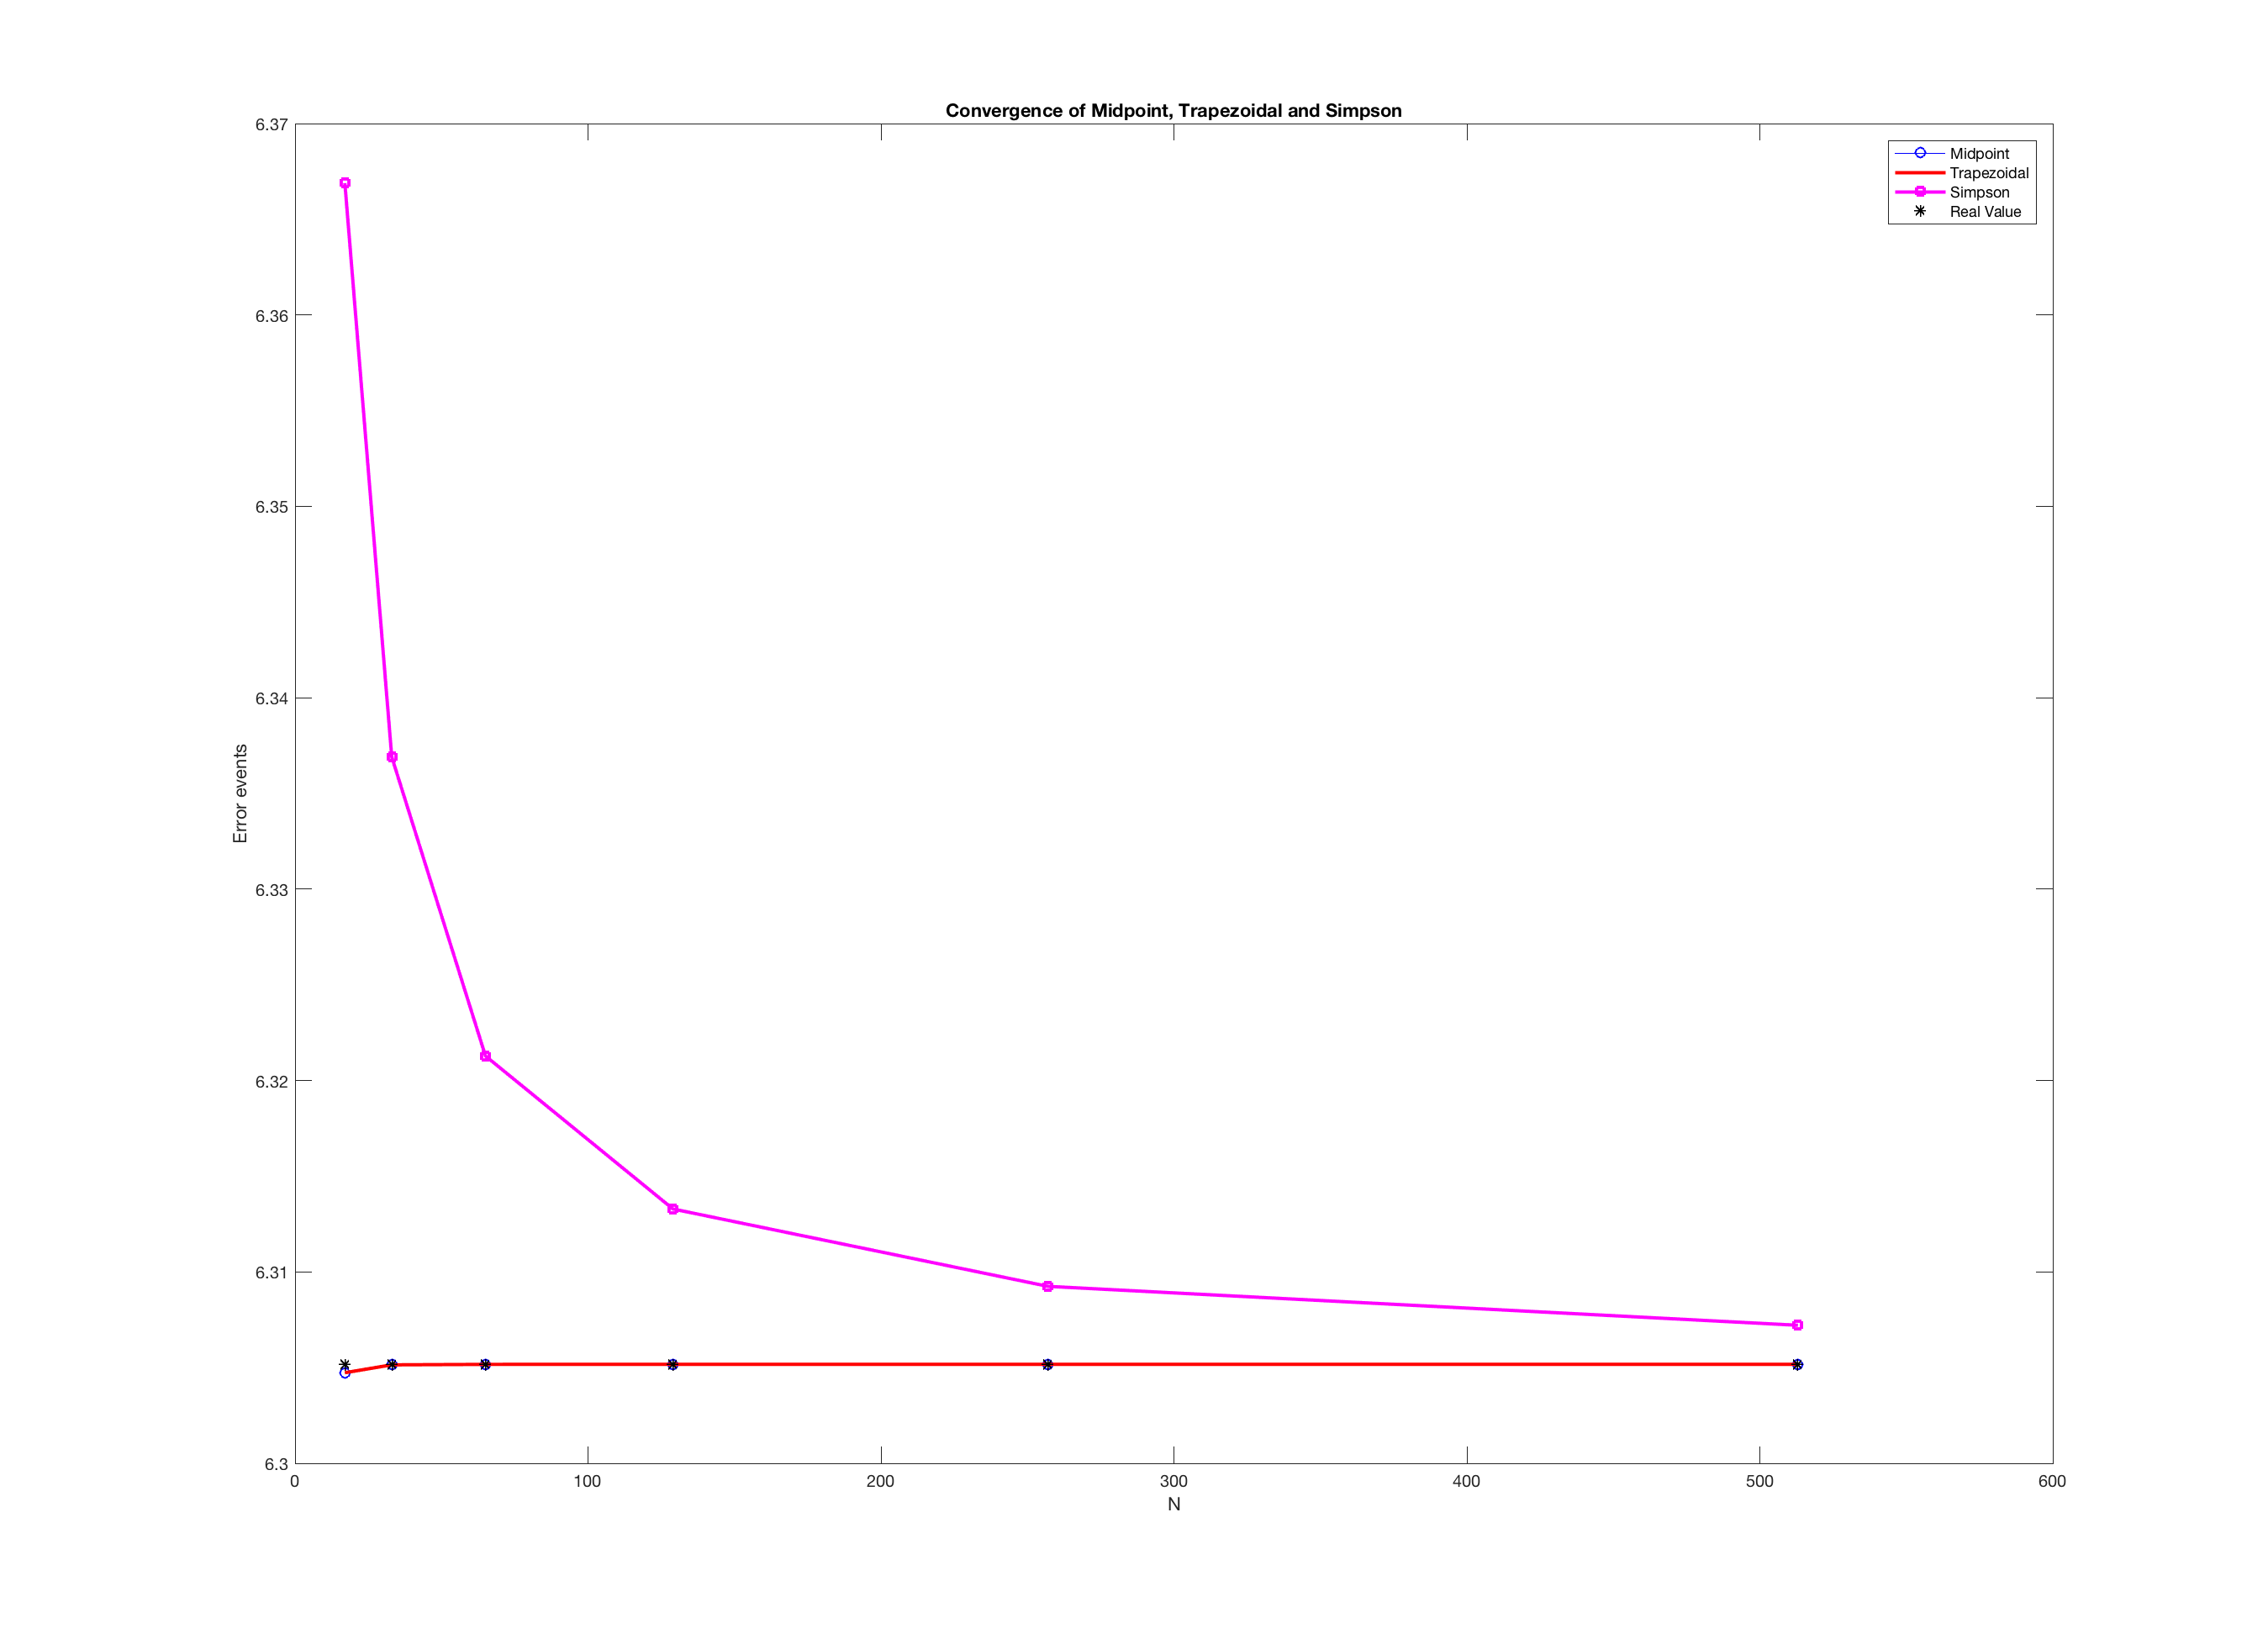 Convergence of Midpoint, Trapezoidal and Simpson
6.37
6.36
6.35
6.34
6.33
6.32
6.31
6.3
Error events
Midpoint
Trapezoidal
Simpson
Real Value
0 100 200 300 400 500 600
N